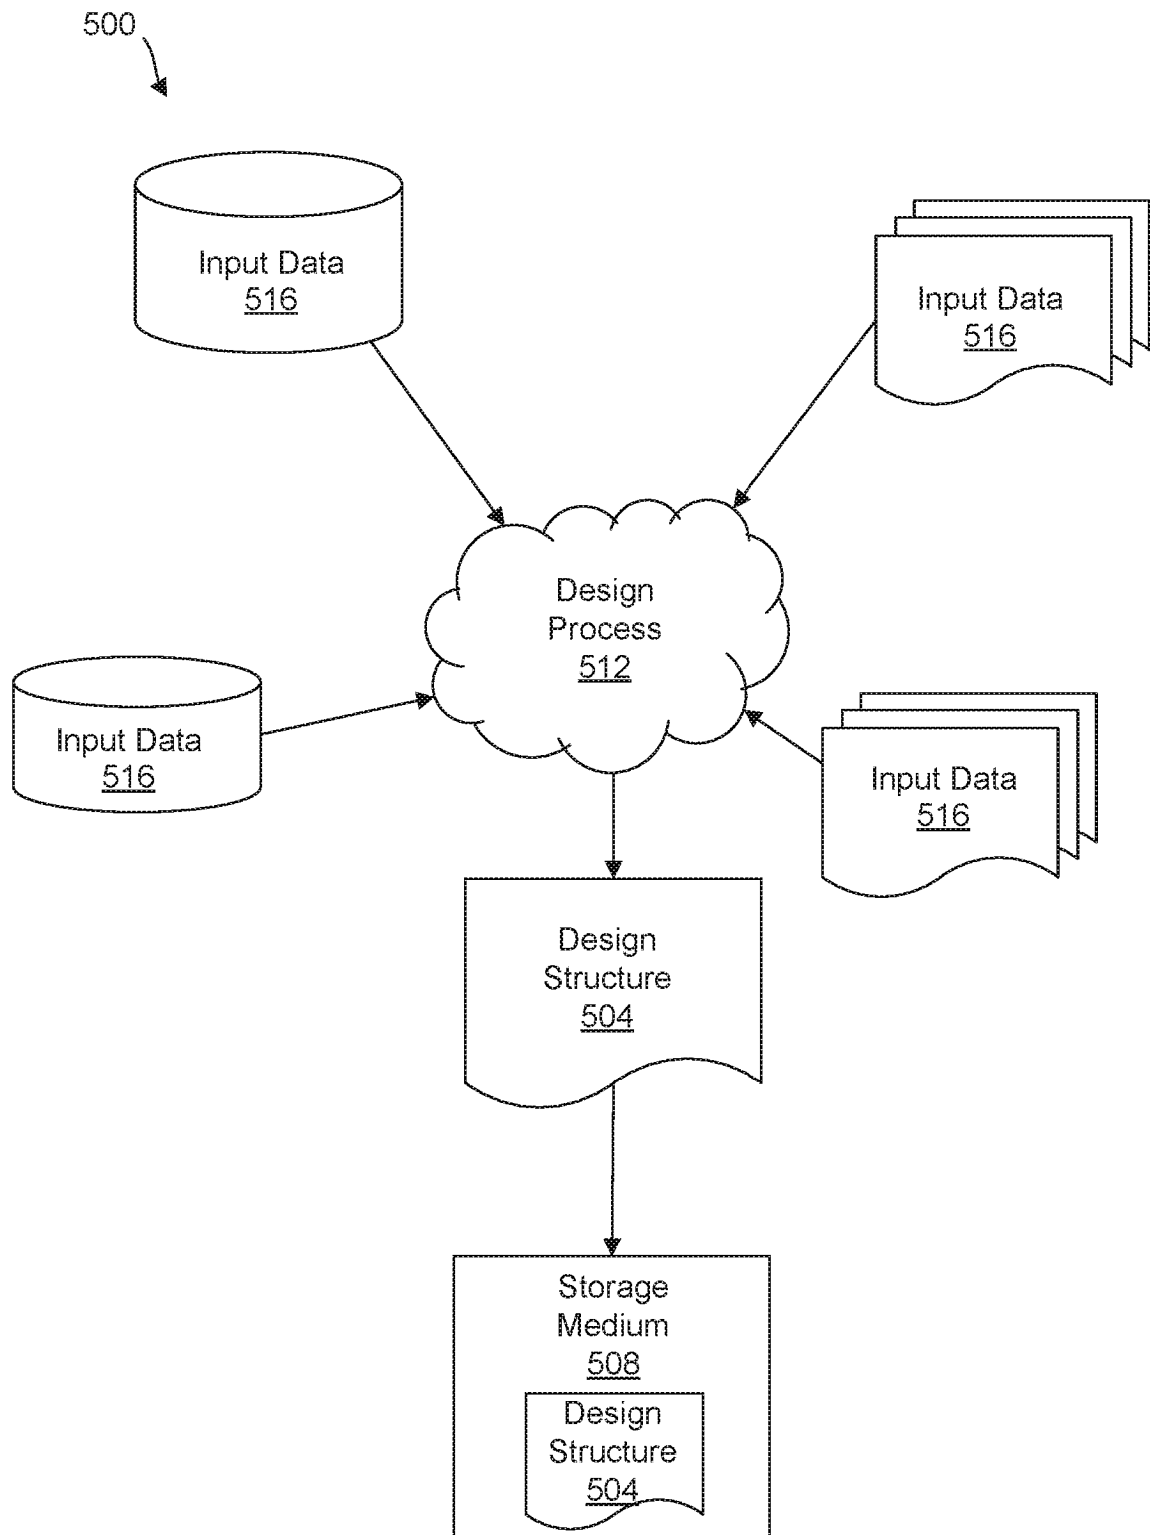 500
Input Data
516
Input Data
516
Design
Process
512
Input Data
516
Input Data
516
Design
Structure
504
Storage
Medium
508
Design
Structure
504